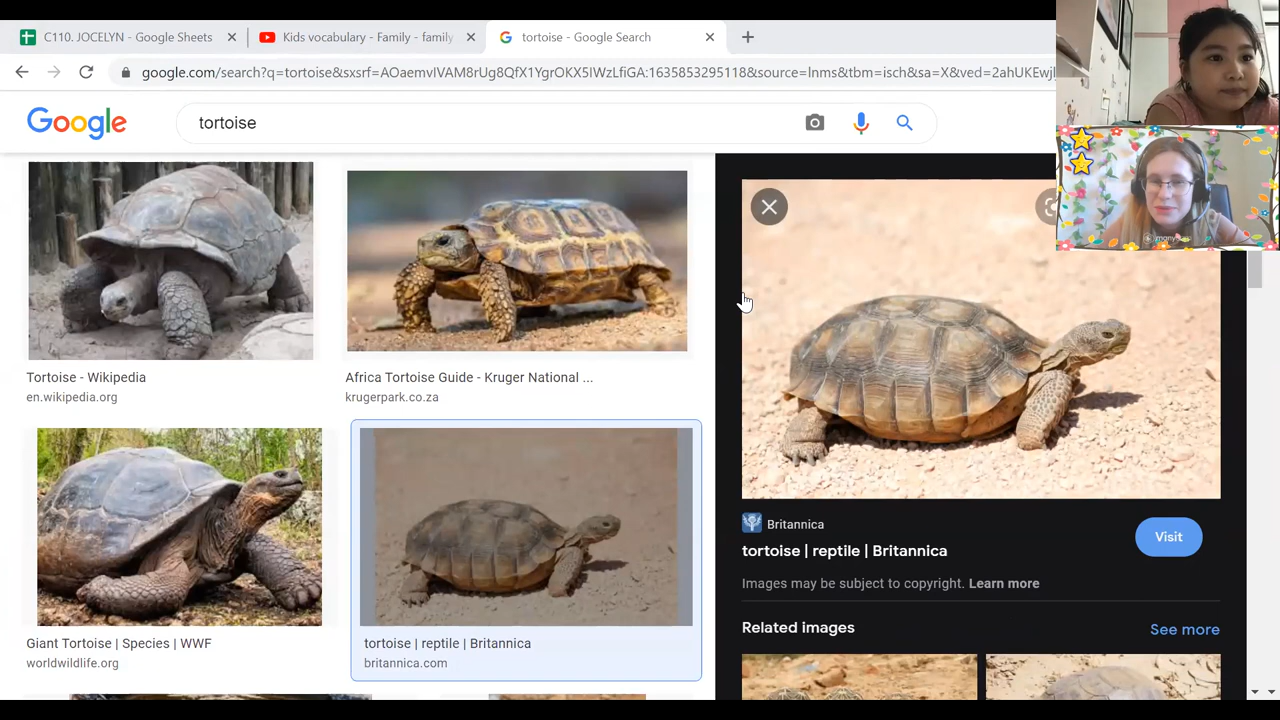 C110. JOCELYN - Google Sheets
Kids vocabulary - Family - family
tortoise - Google Search
google.com/search?q=tortoise&sxsrf=AOaemvIVAM8rUg8QfX1YgrOKX5IWzLfiGA:1635853295118&source=lnms&tbm=isch&sa=X&ved=2ahUKEwj
Google
tortoise
Tortoise - Wikipedia
en.wikipedia.org
Africa Tortoise Guide - Kruger National ...
krugerpark.co.za
Giant Tortoise | Species | WWF
worldwildlife.org
tortoise | reptile | Britannica
britannica.com
Britannica
tortoise | reptile | Britannica
Visit
Images may be subject to copyright. Learn more
Related images
See more